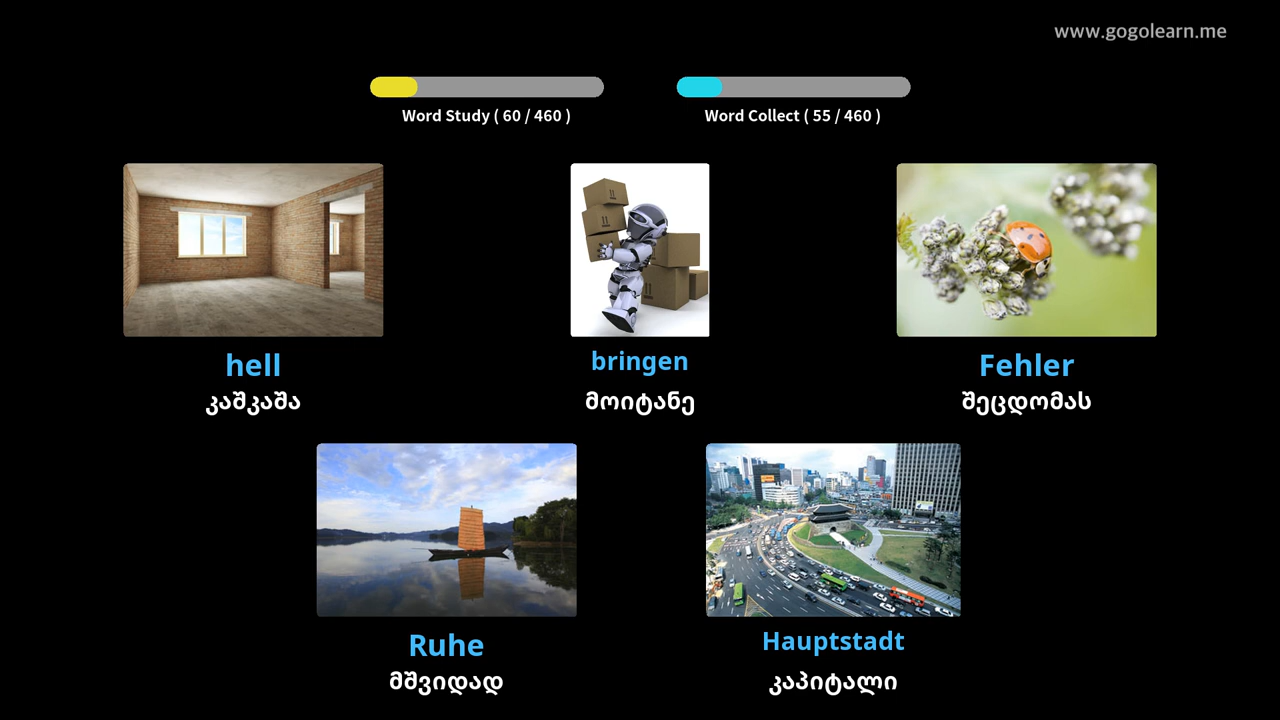 www.gogolearn.me
Word Study ( 60 / 460 )
Word Collect ( 55 / 460 )
hell
კაშკაშა
bringen
მოიტანე
Fehler
შეცდომას
Ruhe
მშვიდად
Hauptstadt
კაპიტალი